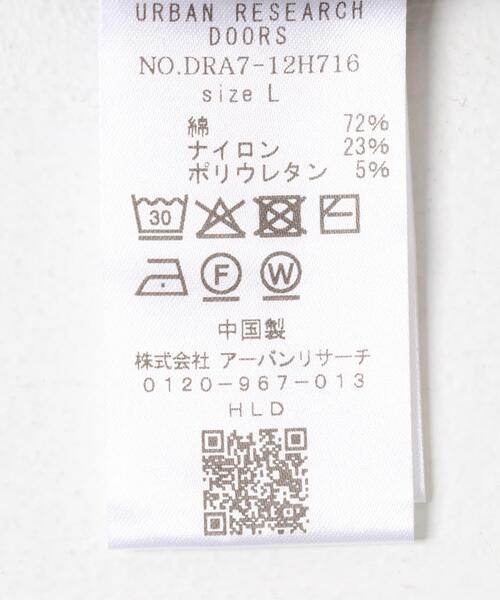 URBAN RESEARCH
DOORS
NO.DRA7-12H716
size L
綿 72%
ナイロン 23%
ポリウレタン 5%
30
F W
中国製
株式会社 アーバンリサーチ
0120-967-013
HLD